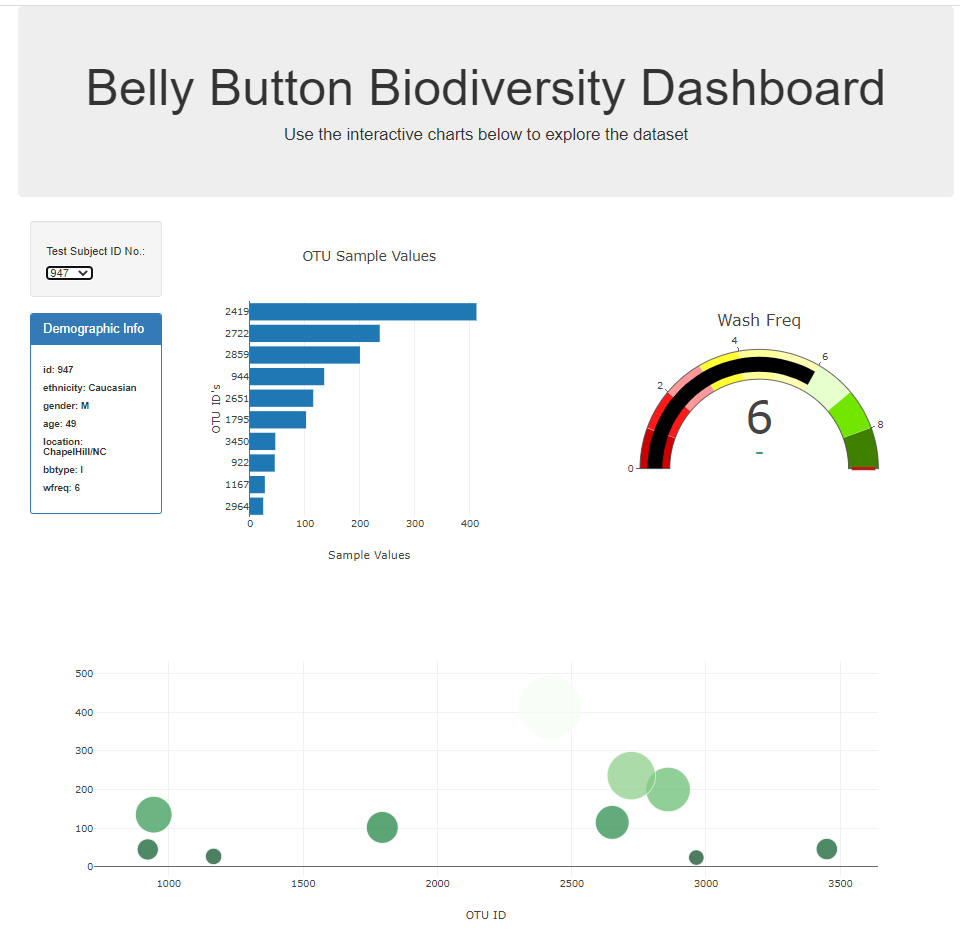 Belly Button Biodiversity Dashboard
Use the interactive charts below to explore the dataset
Test Subject ID No.:
947
Demographic Info
id: 947
ethnicity: Caucasian
gender: M
age: 49
location:
ChapelHill/NC
bbtype: I
wfreq: 6
OTU Sample Values
OTU ID's
2419
2722
2859
944
2651
1795
3450
922
1167
2964
0 100 200 300 400
Sample Values
Wash Freq
0
2
4
6
8
6
-
500
400
300
200
100
0
1000 1500 2000 2500 3000 3500
OTU ID